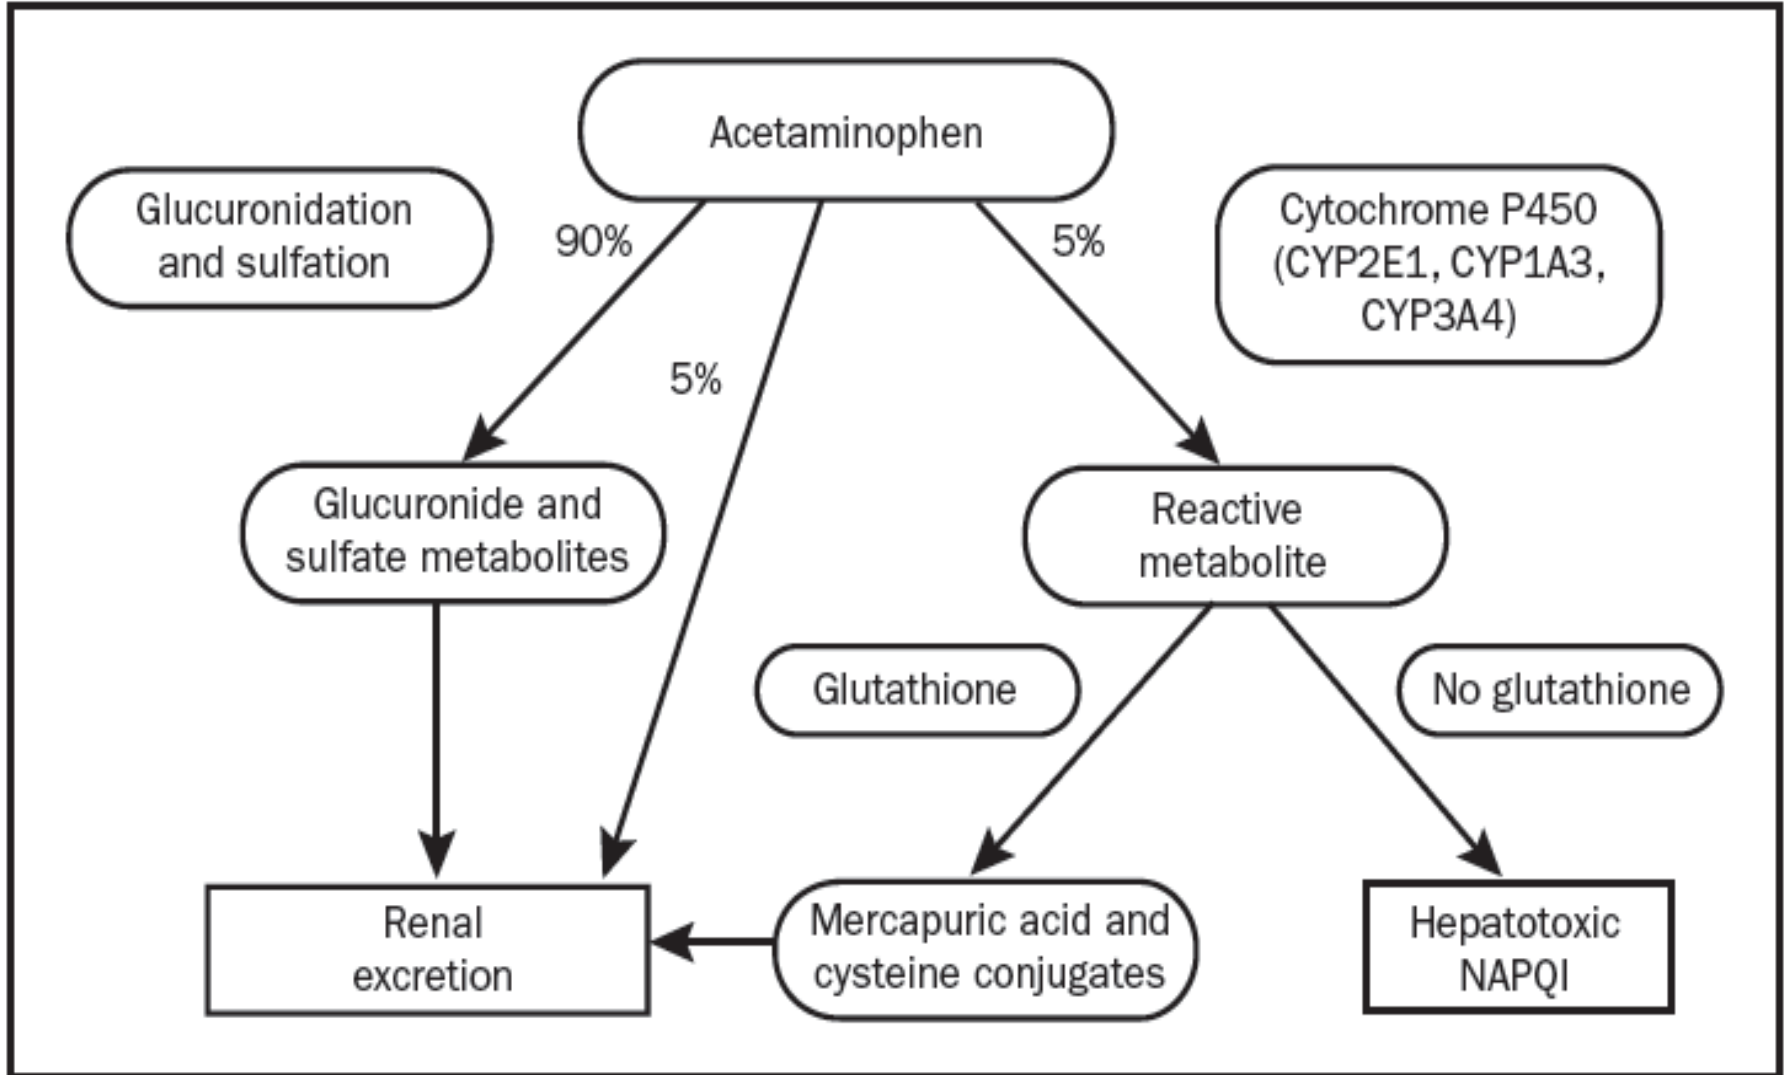 Acetaminophen
Glucuronidation
and sulfation
90%
5%
5%
Cytochrome P450
(CYP2E1, CYP1A3,
CYP3A4)
Glucuronide and
sulfate metabolites
Reactive
metabolite
Glutathione
No glutathione
Renal
excretion
Mercapuric acid and
cysteine conjugates
Hepatotoxic
NAPQI